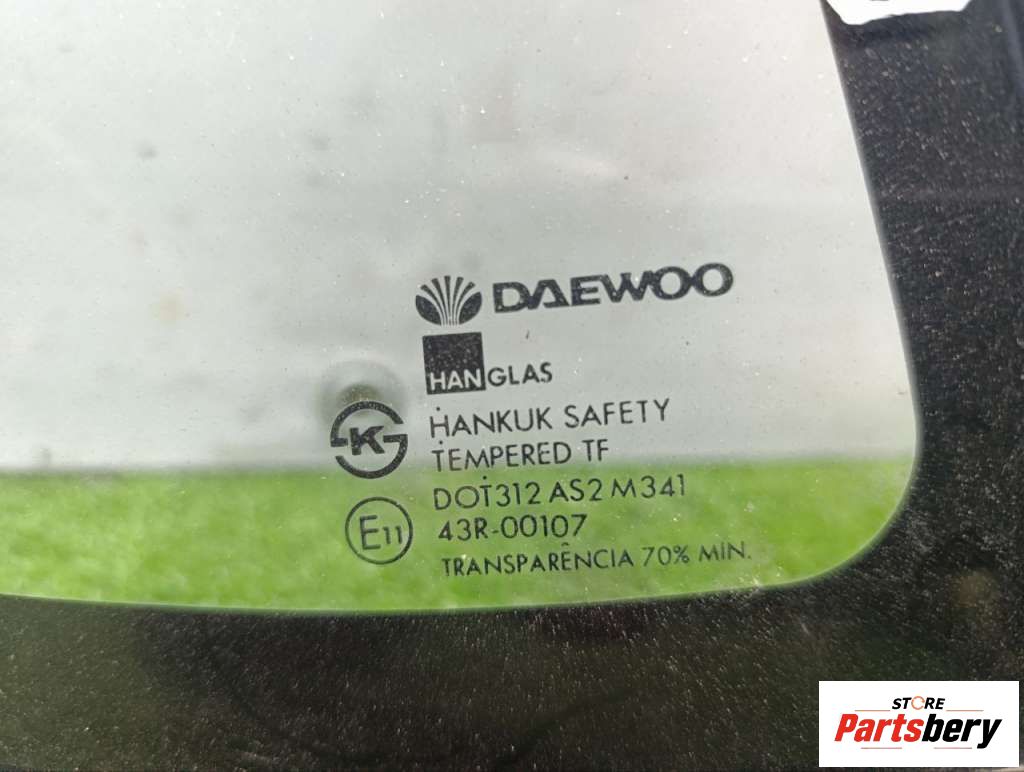 DAEWOO
HANGLAS
HANKUK SAFETY
TEMPERED TF
DOT312 AS2 M341
E11
43R-00107
TRANSPARÊNCIA 70% MIN.
STORE
Partsbery